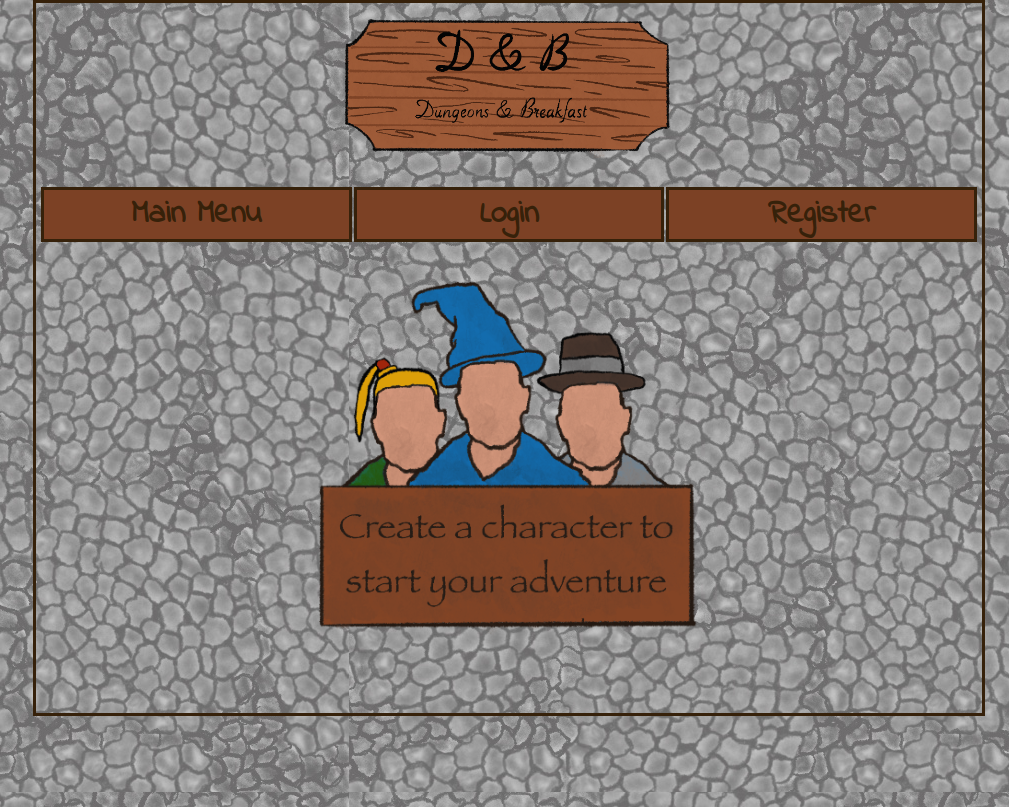 D & B
Dungeons & Breakfast
Main Menu
Login
Register
Create a character to
start your adventure